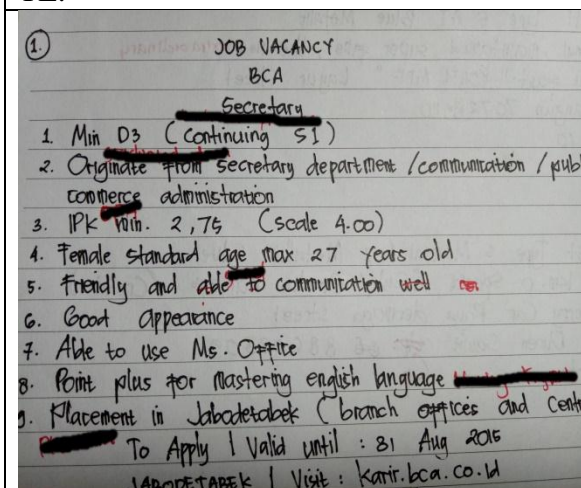 1.
JOB VACANCY
BCA
Secretary
1. Min D3 (Continuing S1)
2. Originate from secretary department / communication / publ
commerce administration
3. IPK min. 2,75 (scale 4.00)
4. Female standard age max 27 years old
5. Friendly and able to communication well
6. Good appearance
7. Able to use Ms. Office
8. Point plus for mastering english language
9. Placement in Jabodetabek (branch offices and cent
To Apply | Valid until : 31 Aug 2015
JABODETABEK | Visit : karir.bca.co.id